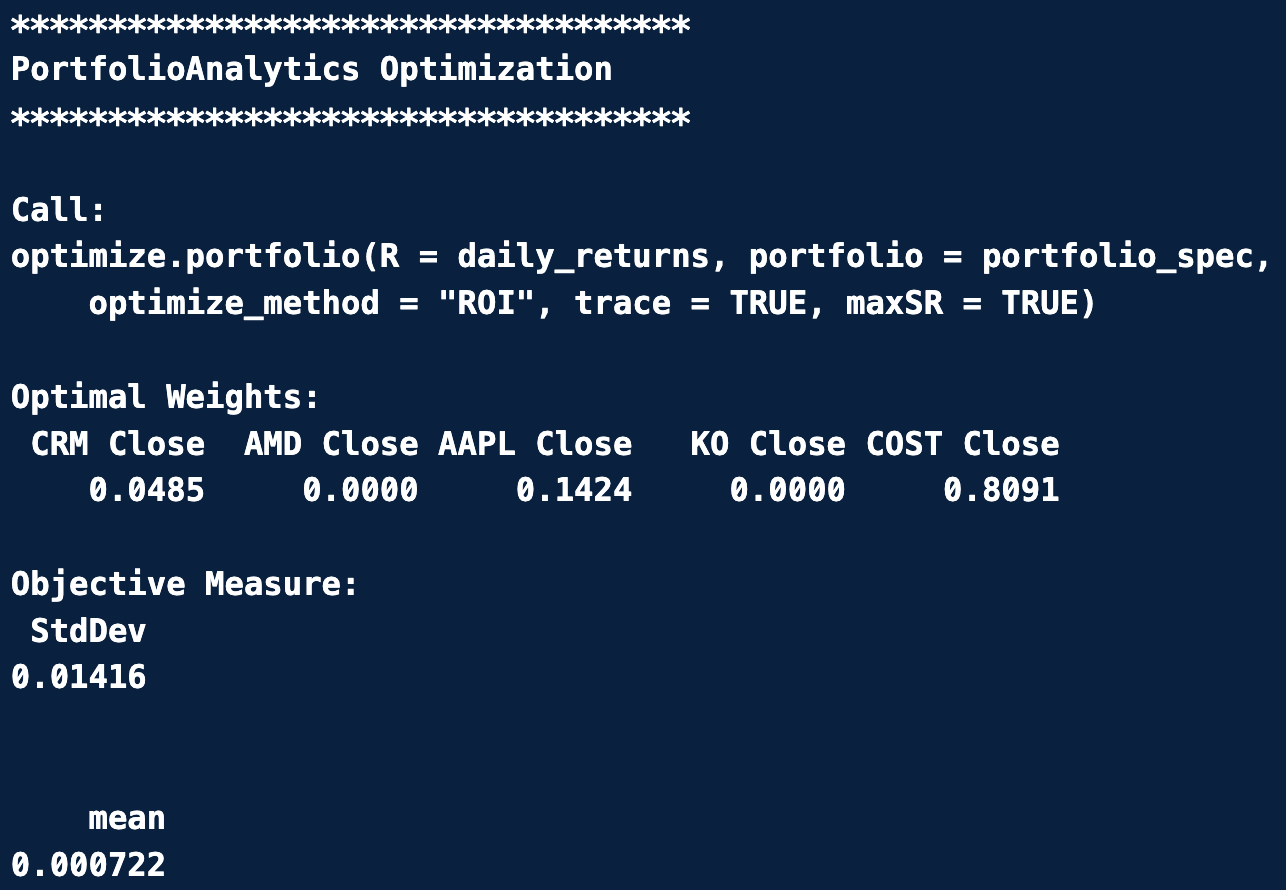 ***********************************
PortfolioAnalytics Optimization
***********************************
Call:
optimize.portfolio(R = daily_returns, portfolio = portfolio_spec,
    optimize_method = "ROI", trace = TRUE, maxSR = TRUE)
Optimal Weights:
 CRM Close  AMD Close AAPL Close   KO Close COST Close
    0.0485     0.0000     0.1424     0.0000     0.8091
Objective Measure:
 StdDev
0.01416
    mean
0.000722